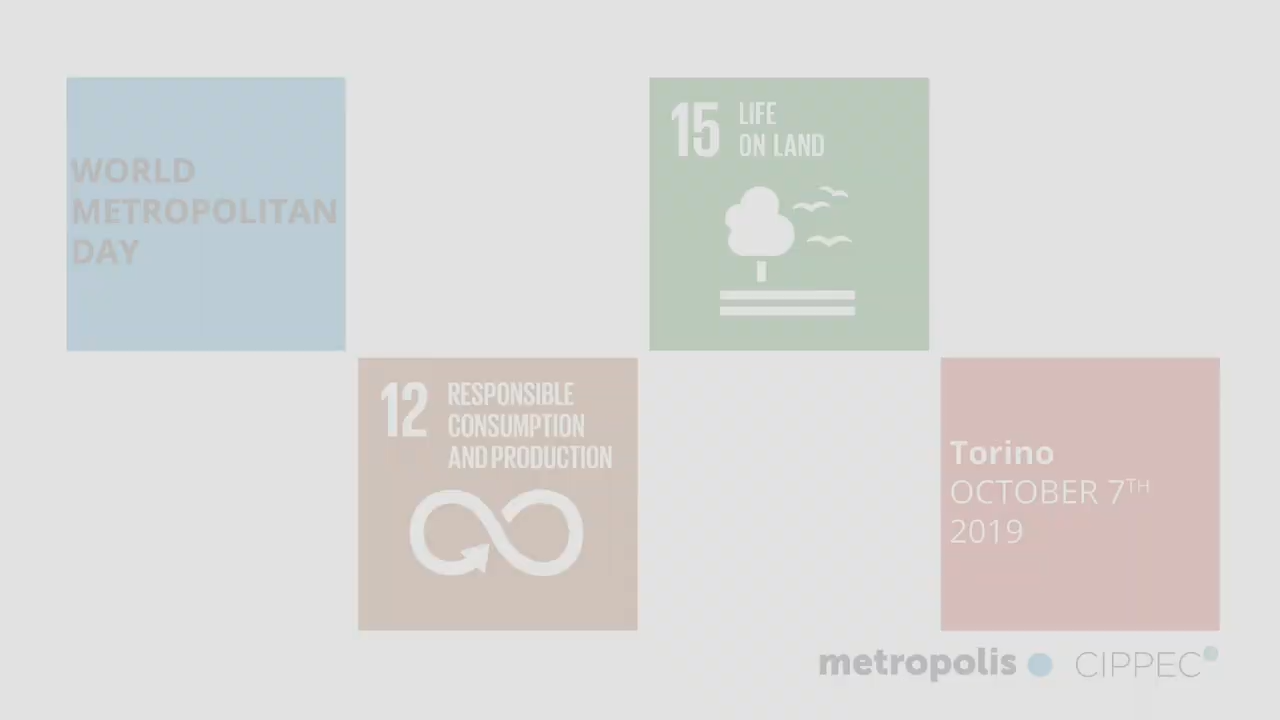 WORLD
METROPOLITAN
DAY
15 LIFE
ON LAND
12 RESPONSIBLE
CONSUMPTION
AND PRODUCTION
Torino
OCTOBER 7TH
2019
metropolis CIPPEC